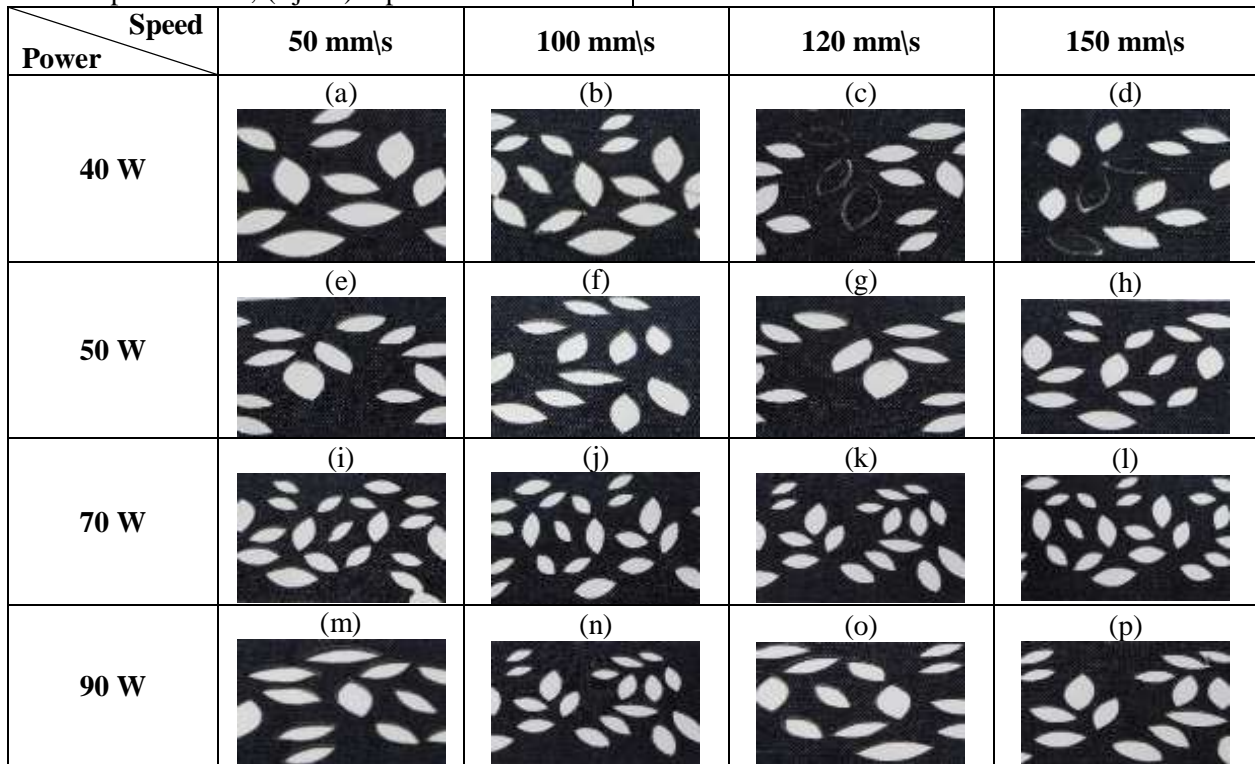 Speed
Power
50 mm\s
100 mm\s
120 mm\s
150 mm\s
40 W
(a)
(b)
(c)
(d)
50 W
(e)
(f)
(g)
(h)
70 W
(i)
(j)
(k)
(l)
90 W
(m)
(n)
(o)
(p)